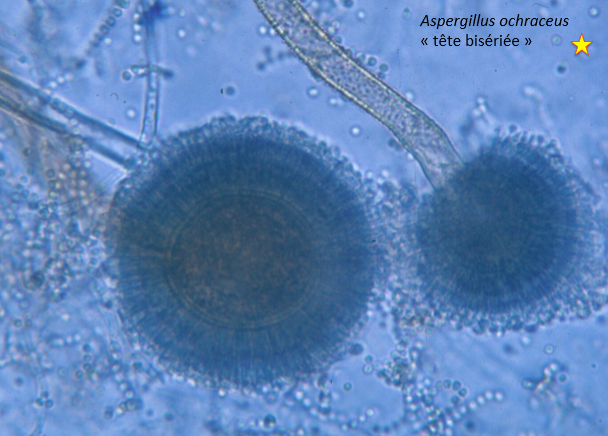 Aspergillus ochraceus
« tête bisériée »